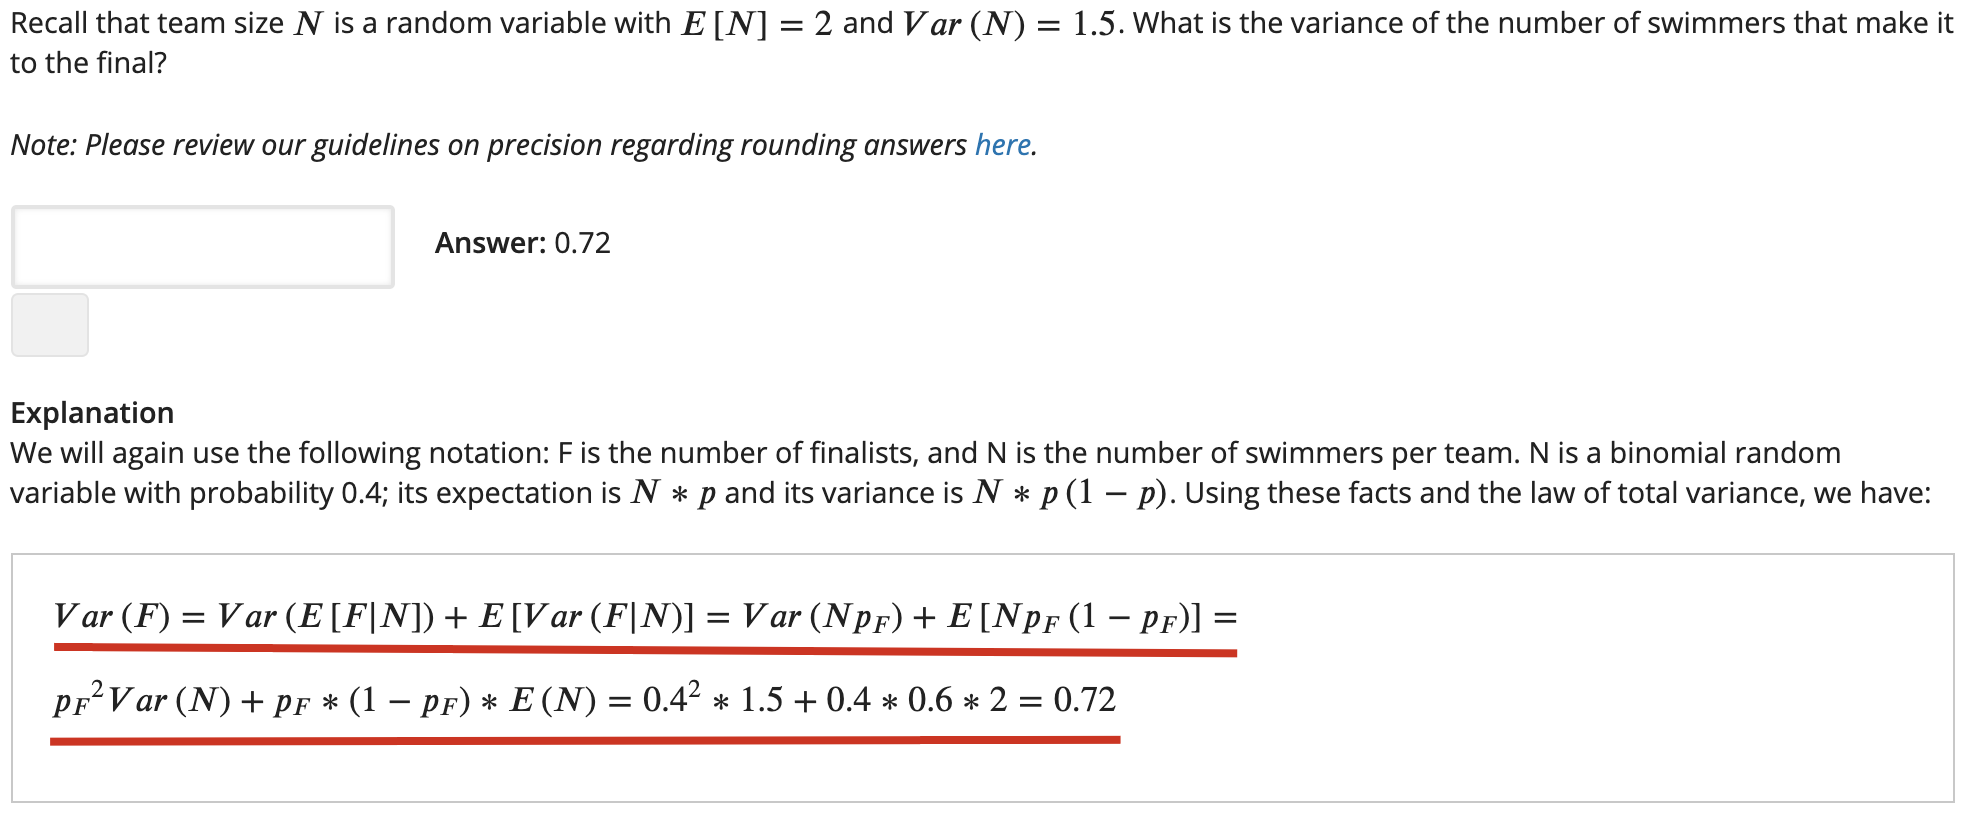 Recall that team size N is a random variable with E [N] = 2 and Var (N) = 1.5. What is the variance of the number of swimmers that make it
to the final?
Note: Please review our guidelines on precision regarding rounding answers here.
Answer: 0.72
Explanation
We will again use the following notation: F is the number of finalists, and N is the number of swimmers per team. N is a binomial random
variable with probability 0.4; its expectation is N * p and its variance is N * p (1 − p). Using these facts and the law of total variance, we have:
Var (F) = Var (E [F|N]) + E [Var (F|N)] = Var (Np_F) + E [Np_F (1 − p_F)] =
p_F² Var (N) + p_F * (1 − p_F) * E (N) = 0.4² * 1.5 + 0.4 * 0.6 * 2 = 0.72